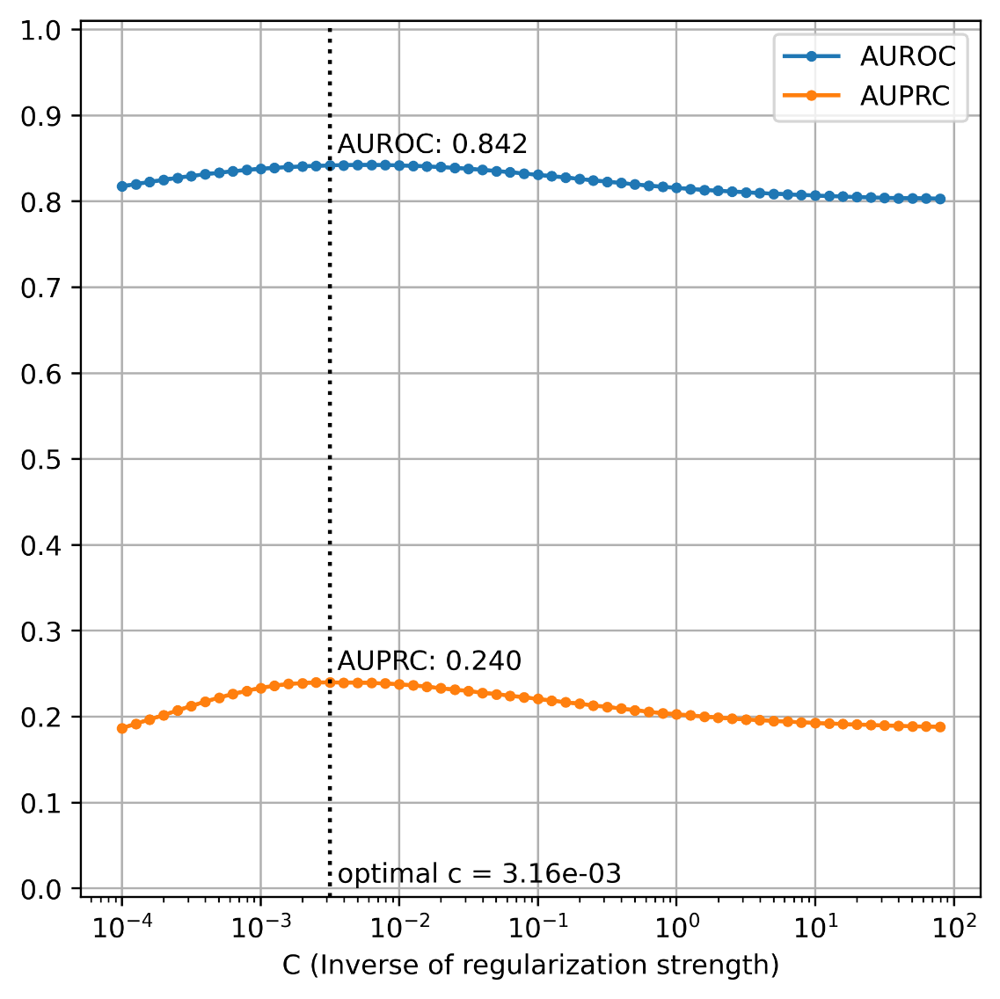 1.0
0.9
0.8
0.7
0.6
0.5
0.4
0.3
0.2
0.1
0.0
AUROC
AUPRC
AUROC: 0.842
AUPRC: 0.240
optimal c = 3.16e-03
10⁻⁴ 10⁻³ 10⁻² 10⁻¹ 10⁰ 10¹ 10²
C (Inverse of regularization strength)